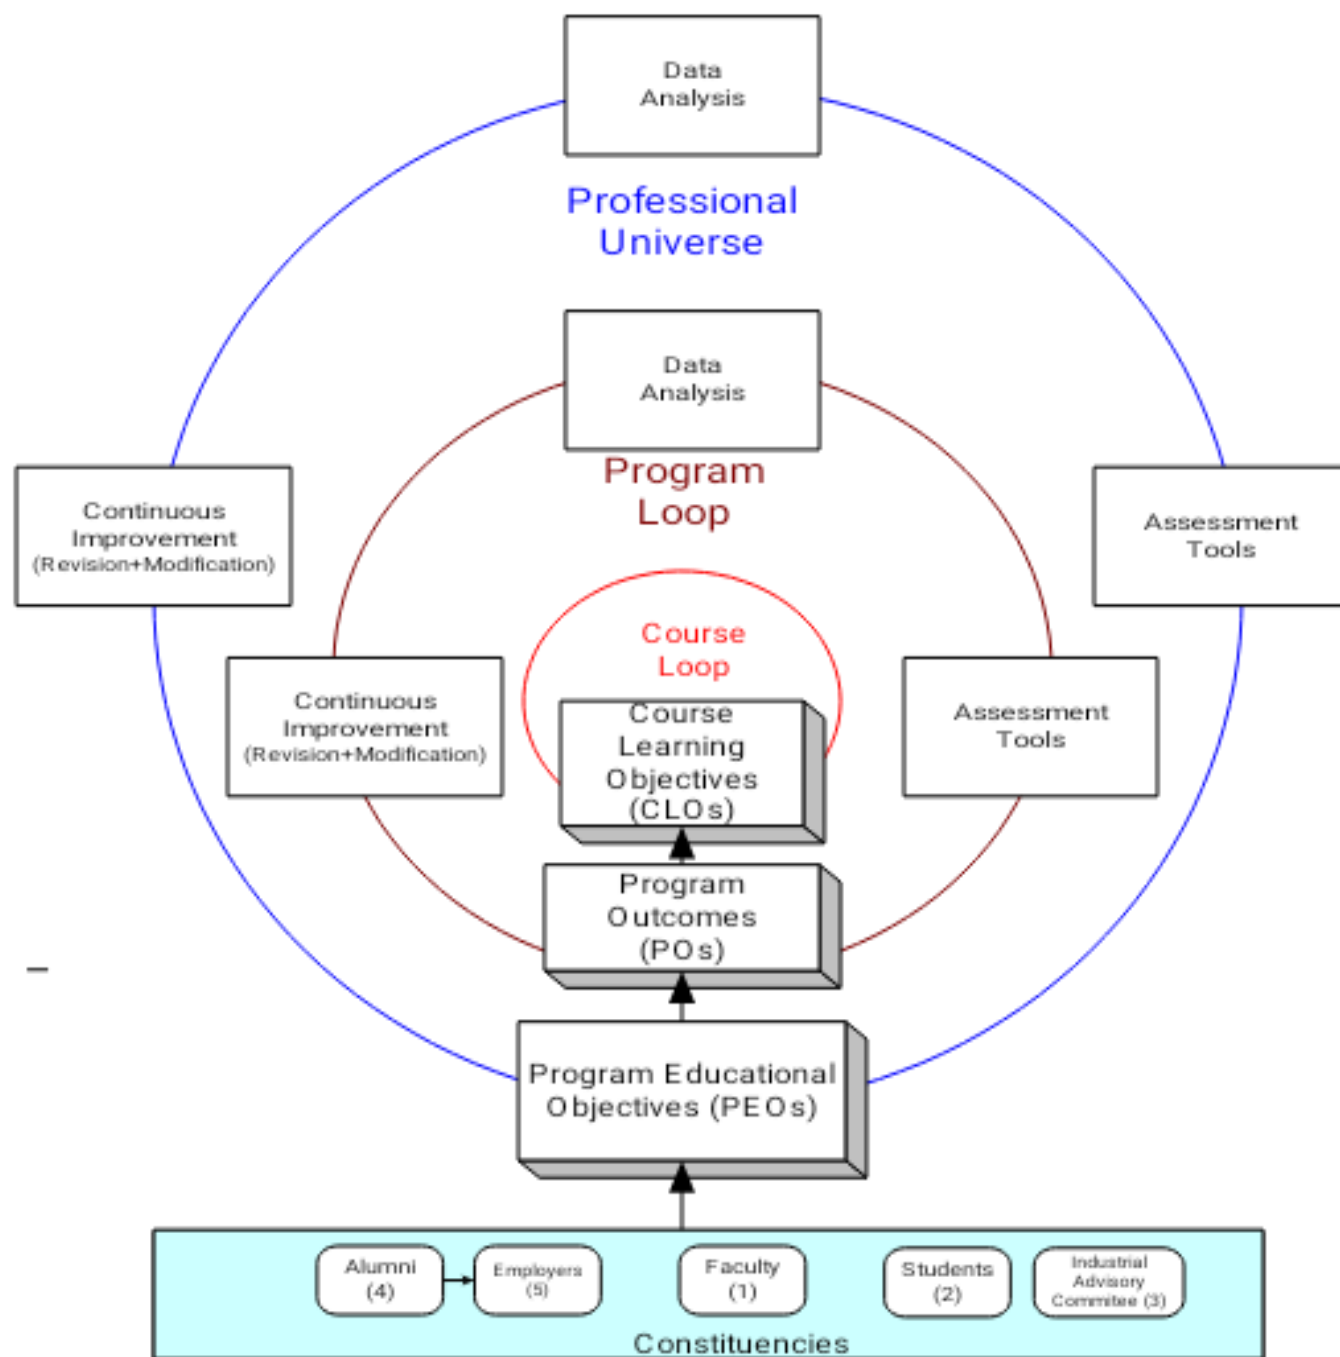 Data
Analysis
Professional
Universe
Data
Analysis
Program
Loop
Continuous
Improvement
(Revision+Modification)
Assessment
Tools
Course
Loop
Continuous
Improvement
(Revision+Modification)
Assessment
Tools
Course
Learning
Objectives
(CLOs)
Program
Outcomes
(POs)
Program Educational
Objectives (PEOs)
Alumni
(4)
Employers
(5)
Faculty
(1)
Students
(2)
Industrial
Advisory
Commitee (3)
Constituencies